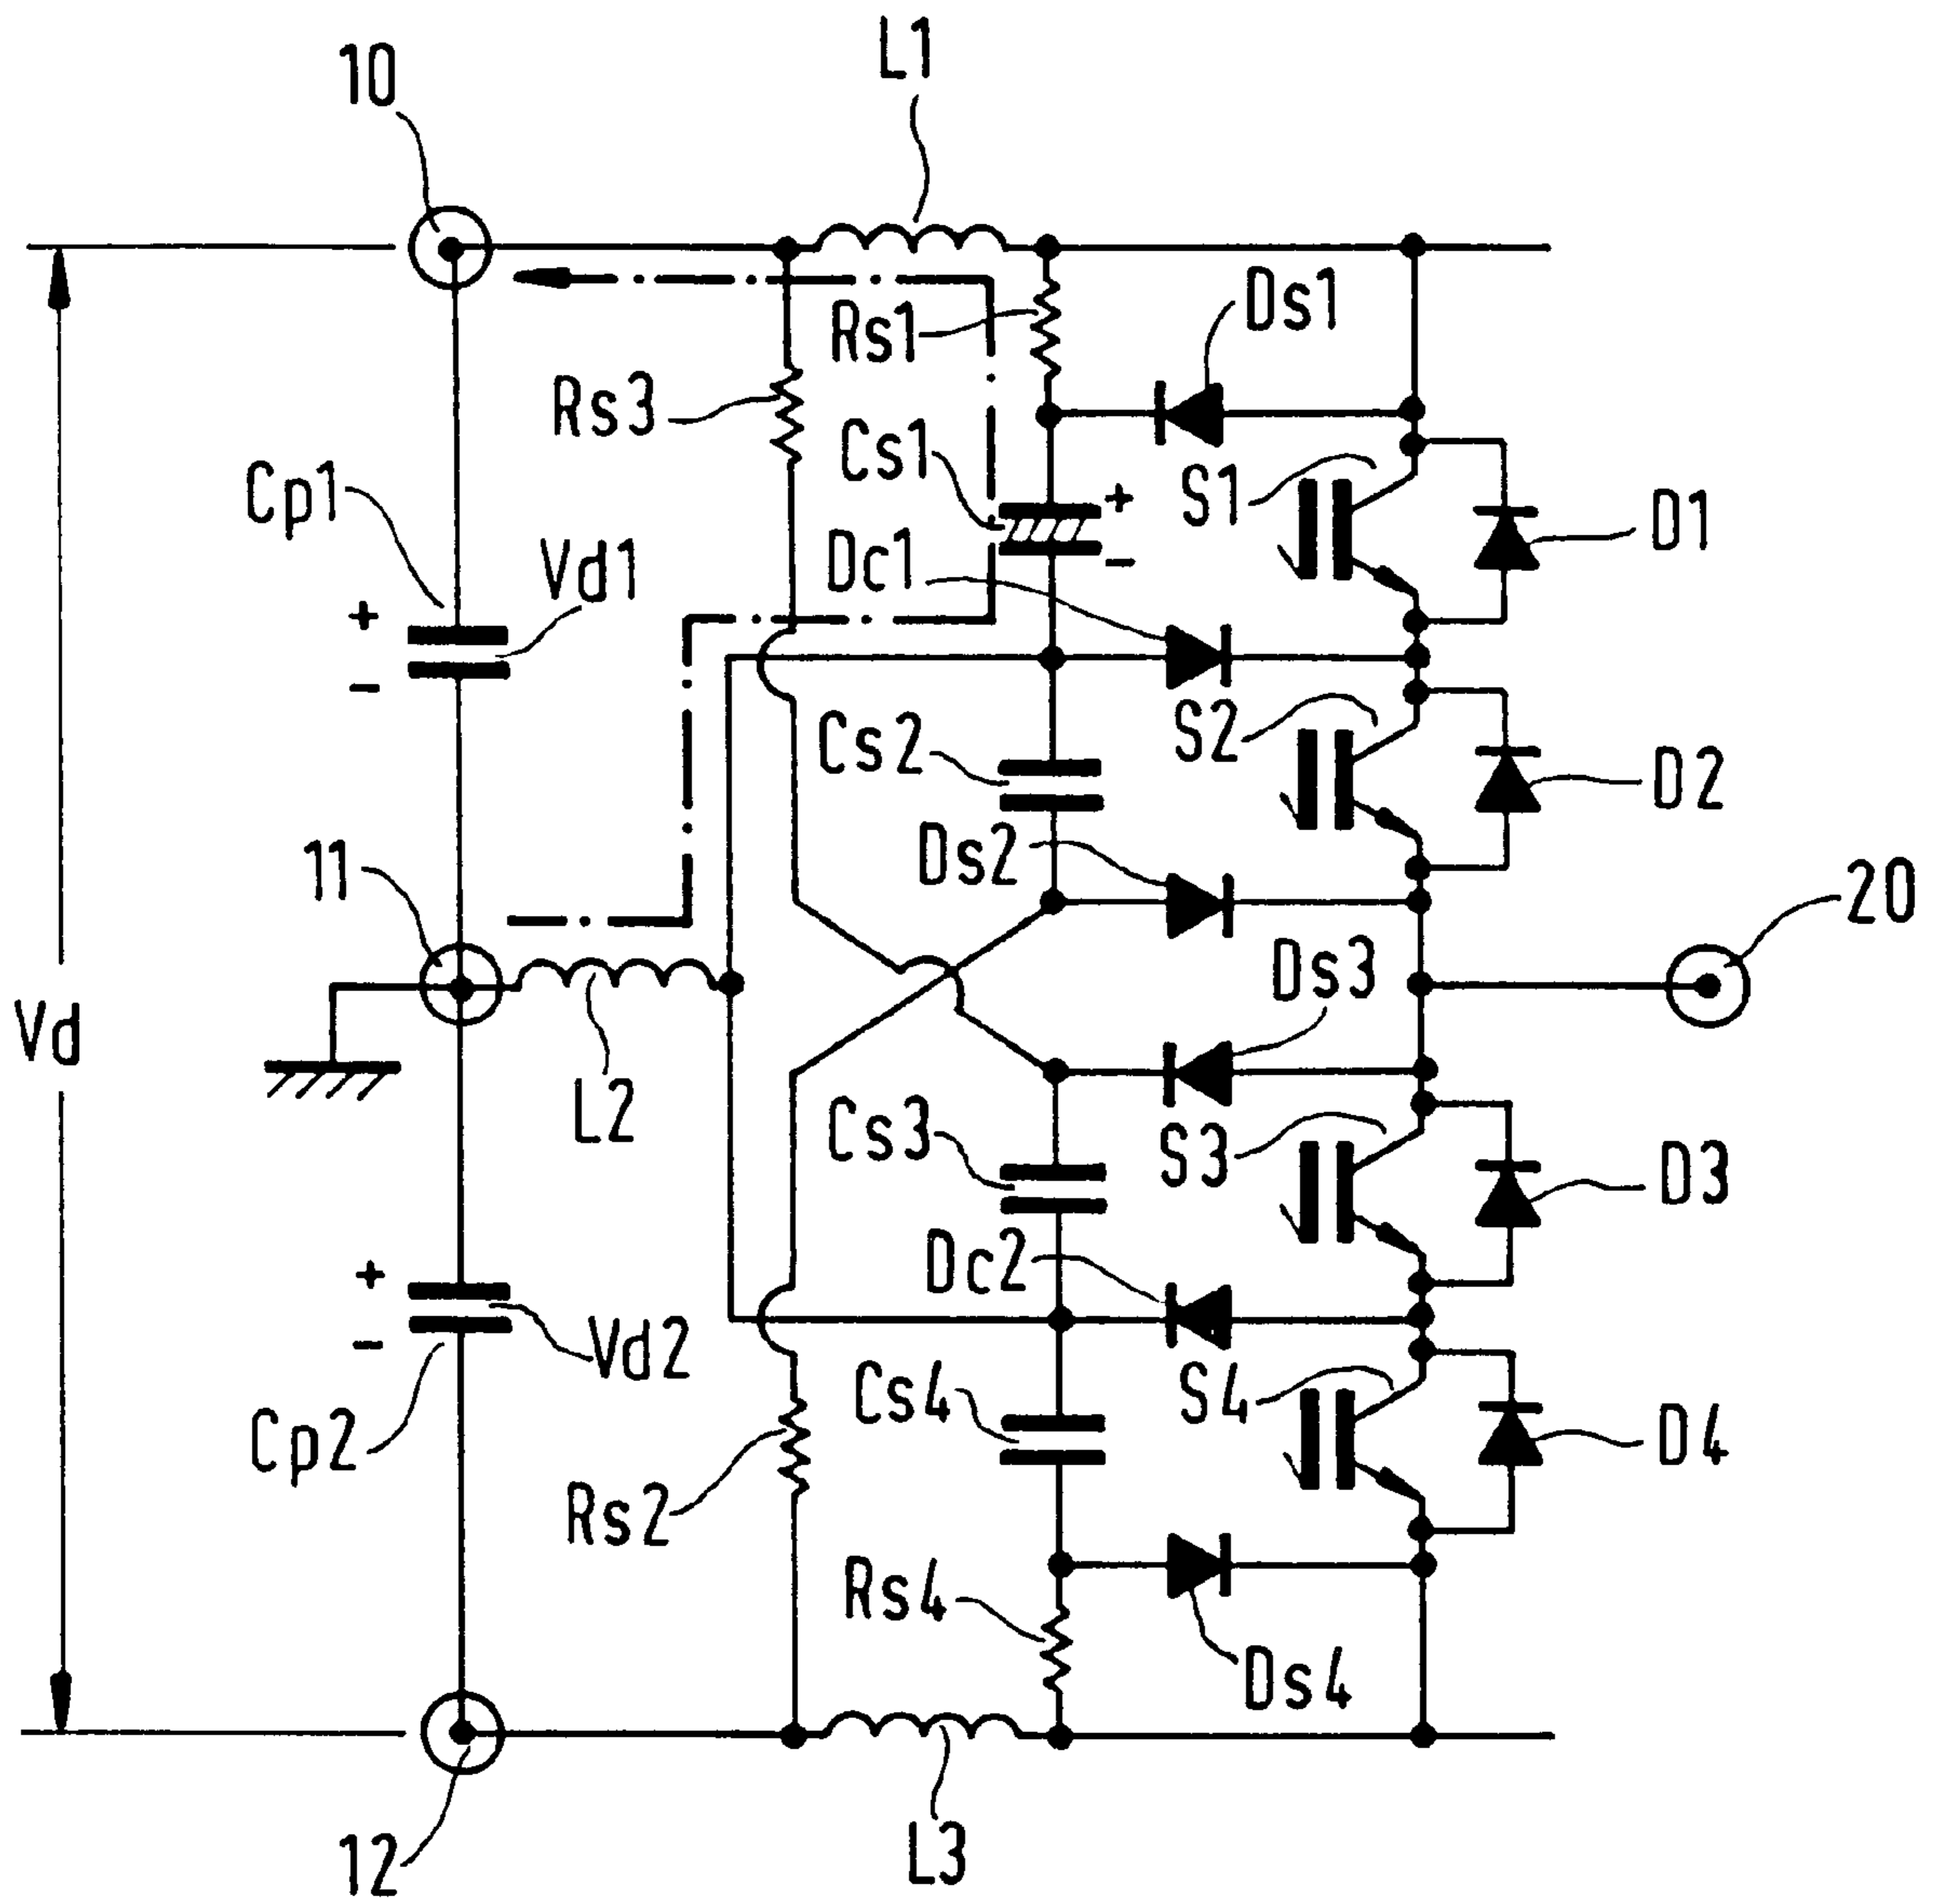 L1
10
Ds1
Rs1
Rs3
Cs1
+
S1
D1
Cp1
Vd1
Dc1
-
+
-
S2
Cs2
D2
Ds2
11
20
Ds3
Vd
L2
Cs3
S3
D3
Dc2
+
Vd2
-
Cs4
S4
Cp2
D4
Rs2
Rs4
Ds4
12
L3